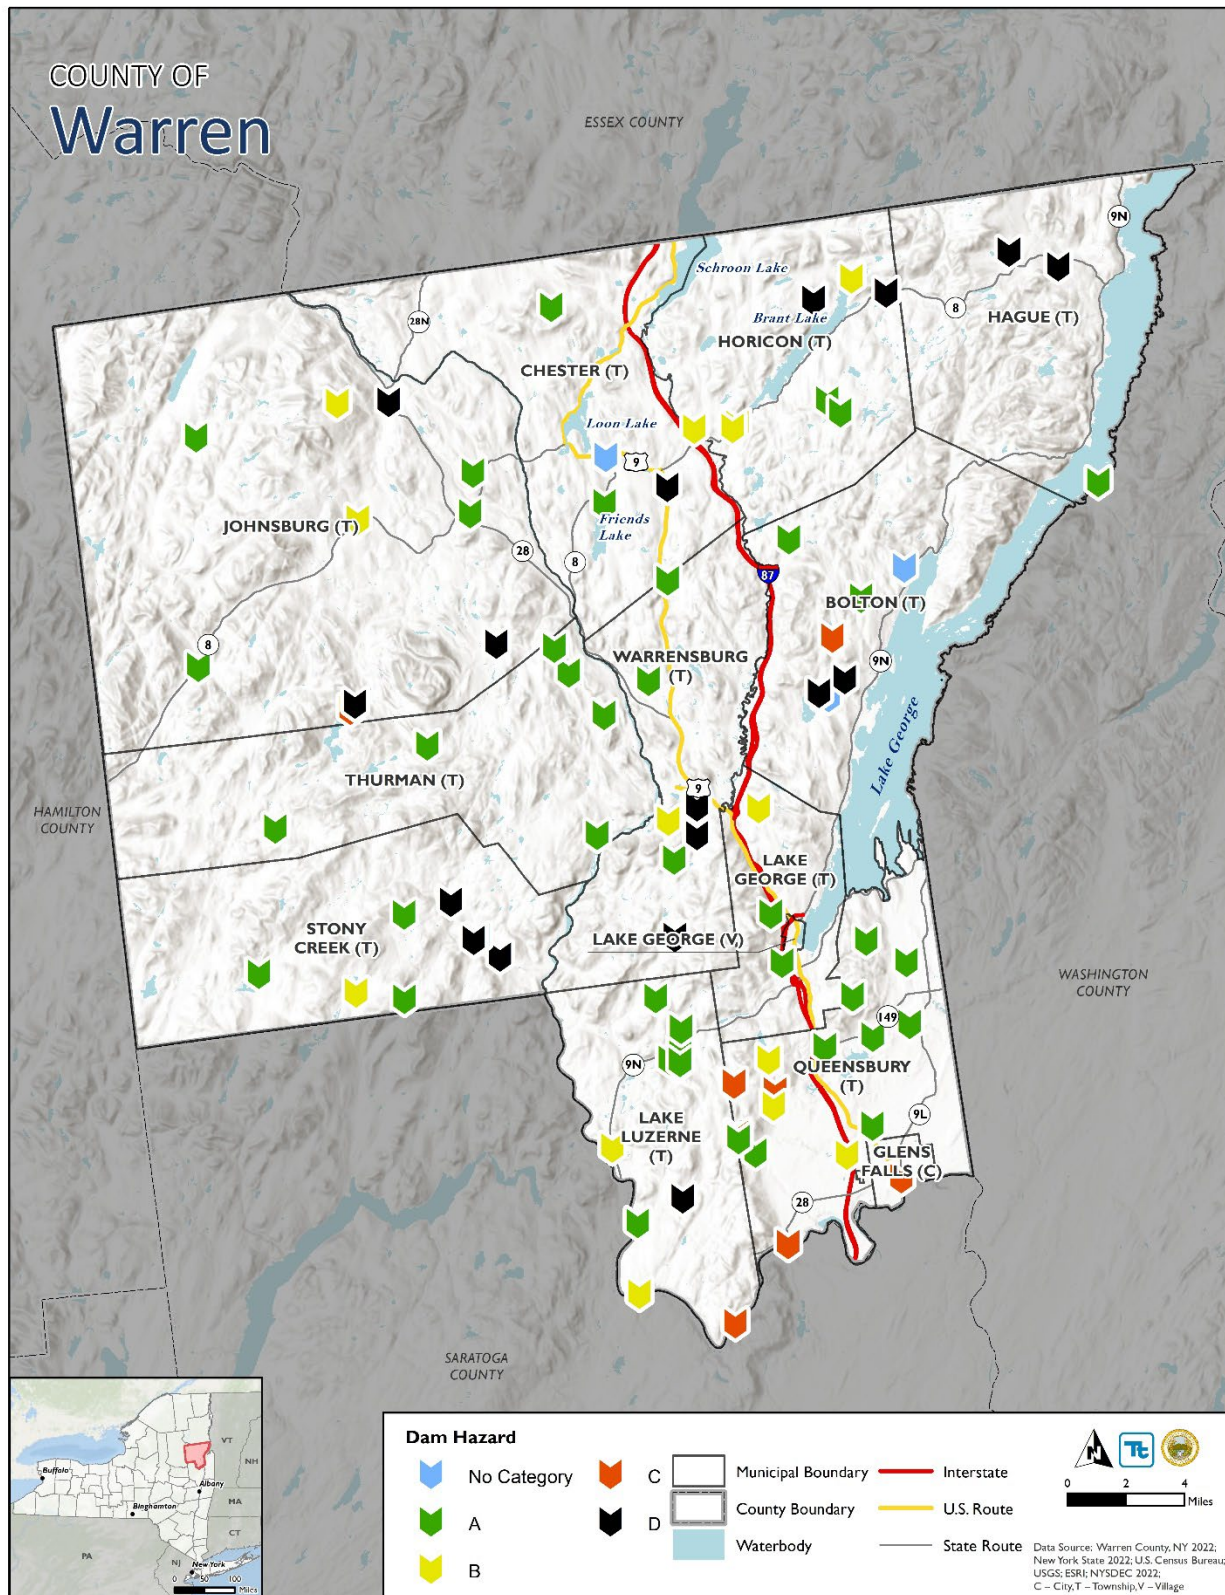 COUNTY OF
Warren
ESSEX COUNTY
9N
Schroon Lake
8
HAGUE (T)
28N
Brant Lake
HORICON (T)
CHESTER (T)
Loon Lake
9
JOHNSBURG (T)
Friends
Lake
28
8
87
BOLTON (T)
8
WARRENSBURG
(T)
9N
Lake George
THURMAN (T)
9
HAMILTON
COUNTY
LAKE
GEORGE (T)
STONY
CREEK (T)
LAKE GEORGE (V)
WASHINGTON
COUNTY
149
9N
QUEENSBURY
(T)
LAKE
LUZERNE
(T)
9L
GLENS
FALLS (C)
28
SARATOGA
COUNTY
VT
NH
Buffalo
Albany
Binghamton
MA
CT
PA
NJ
New York
0 50 100
Miles
Dam Hazard
No Category
A
B
C
D
Municipal Boundary
County Boundary
Waterbody
Interstate
U.S. Route
State Route
N
Tt
0 2 4
Miles
Data Source: Warren County, NY 2022;
New York State 2022; U.S. Census Bureau;
USGS; ESRI; NYSDEC 2022;
C – City, T – Township, V – Village